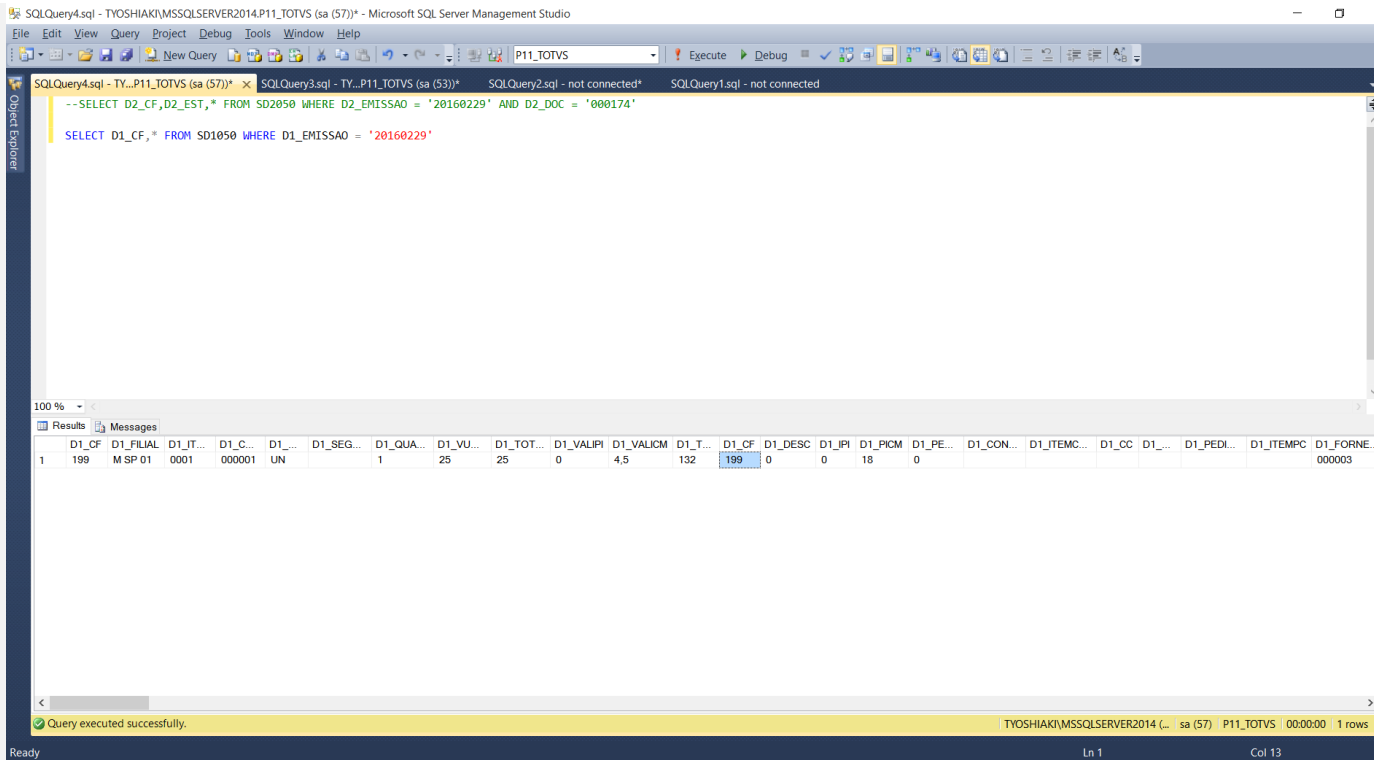 SQLQuery4.sql - TYOSHIAKI\MSSQLSERVER2014.P11_TOTVS (sa (57))* - Microsoft SQL Server Management Studio
File Edit View Query Project Debug Tools Window Help
New Query P11_TOTVS Execute Debug
SQLQuery4.sql - TY...P11_TOTVS (sa (57))* SQLQuery3.sql - TY...P11_TOTVS (sa (53))* SQLQuery2.sql - not connected* SQLQuery1.sql - not connected
Object Explorer
--SELECT D2_CF,D2_EST,* FROM SD2050 WHERE D2_EMISSAO = '20160229' AND D2_DOC = '000174'
SELECT D1_CF,* FROM SD1050 WHERE D1_EMISSAO = '20160229'
100 %
Results Messages
D1_CF D1_FILIAL D1_IT... D1_C... D1_... D1_SEG... D1_QUA... D1_VU... D1_TOT... D1_VALIPI D1_VALICM D1_T... D1_CF D1_DESC D1_IPI D1_PICM D1_PE... D1_CON... D1_ITEMC... D1_CC D1_... D1_PEDI... D1_ITEMPC D1_FORNE...
1 199 M SP 01 0001 000001 UN 1 25 25 0 4,5 132 199 0 0 18 0 000003
Query executed successfully. TYOSHIAKI\MSSQLSERVER2014 (... sa (57) P11_TOTVS 00:00:00 1 rows
Ready Ln 1 Col 13